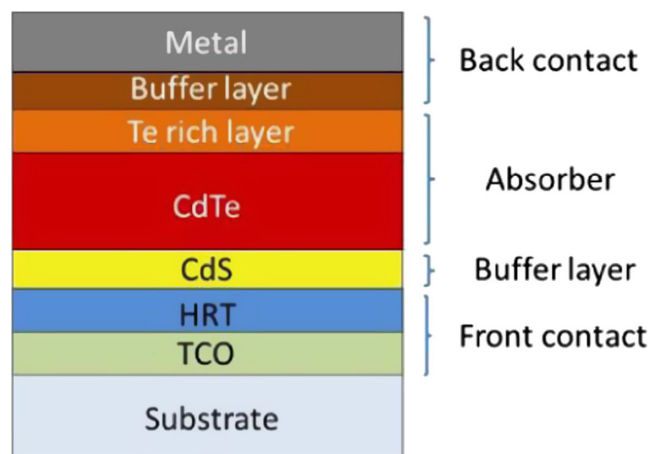 Metal
Buffer layer
Te rich layer
CdTe
CdS
HRT
TCO
Substrate
Back contact
Absorber
Buffer layer
Front contact